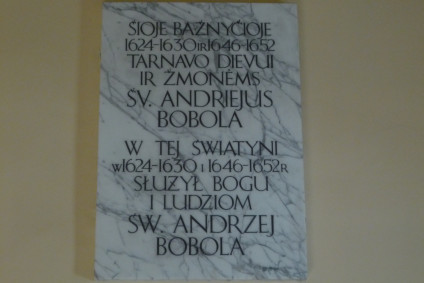 ŠIOJE BAŽNYČIOJE
1624-1630 IR 1646-1652
TARNAVO DIEVUI
IR ŽMONĖMS
ŠV. ANDRIEJUS
BOBOLA
W TEJ ŚWIĄTYNI
W 1624-1630 I 1646-1652 R
SŁUŻYŁ BOGU
I LUDZIOM
ŚW. ANDRZEJ
BOBOLA